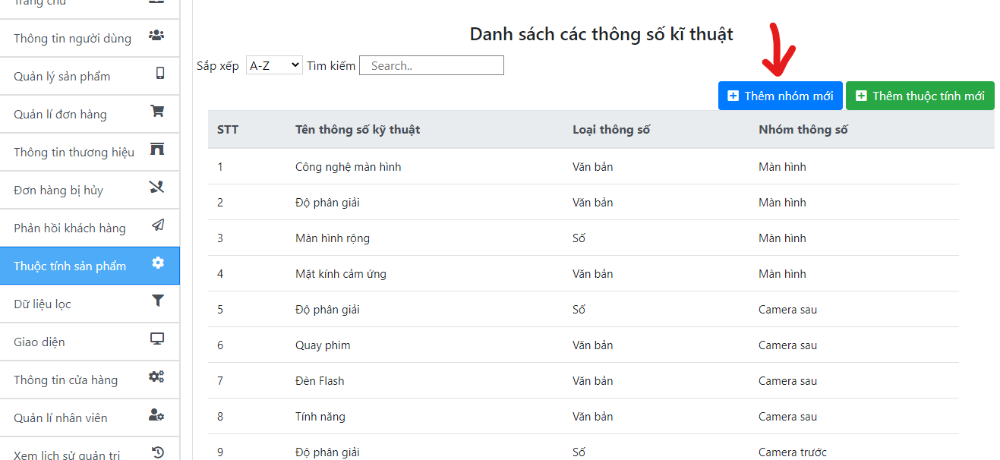 Trang chủ
Thông tin người dùng
Quản lý sản phẩm
Quản lí đơn hàng
Thông tin thương hiệu
Đơn hàng bị hủy
Phản hồi khách hàng
Thuộc tính sản phẩm
Dữ liệu lọc
Giao diện
Thông tin cửa hàng
Quản lí nhân viên
Xem lịch sử quản trị
Danh sách các thông số kĩ thuật
Sắp xếp A-Z Tìm kiếm Search..
Thêm nhóm mới Thêm thuộc tính mới
STT Tên thông số kỹ thuật Loại thông số Nhóm thông số
1 Công nghệ màn hình Văn bản Màn hình
2 Độ phân giải Văn bản Màn hình
3 Màn hình rộng Số Màn hình
4 Mặt kính cảm ứng Văn bản Màn hình
5 Độ phân giải Số Camera sau
6 Quay phim Văn bản Camera sau
7 Đèn Flash Văn bản Camera sau
8 Tính năng Văn bản Camera sau
9 Độ phân giải Số Camera trước